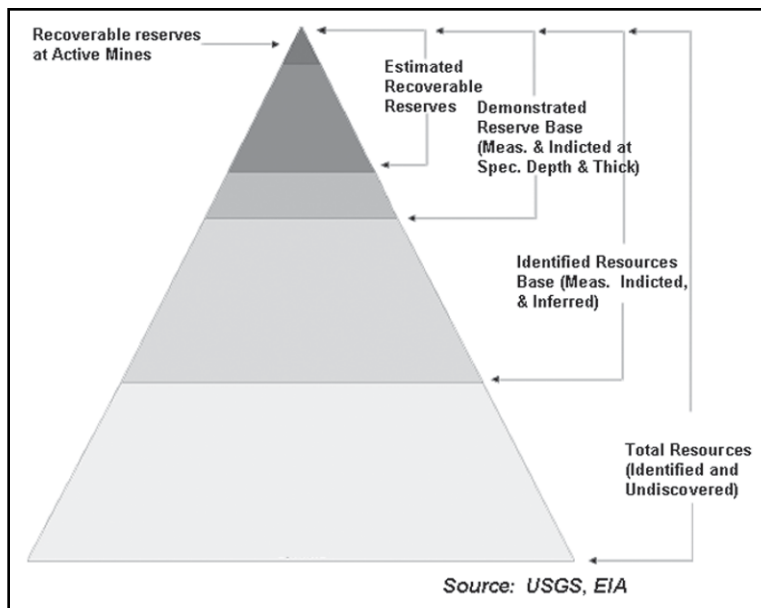 Recoverable reserves
at Active Mines
Estimated
Recoverable
Reserves
Demonstrated
Reserve Base
(Meas. & Indicted at
Spec. Depth & Thick)
Identified Resources
Base (Meas. Indicted,
& Inferred)
Total Resources
(Identified and
Undiscovered)
Source: USGS, EIA